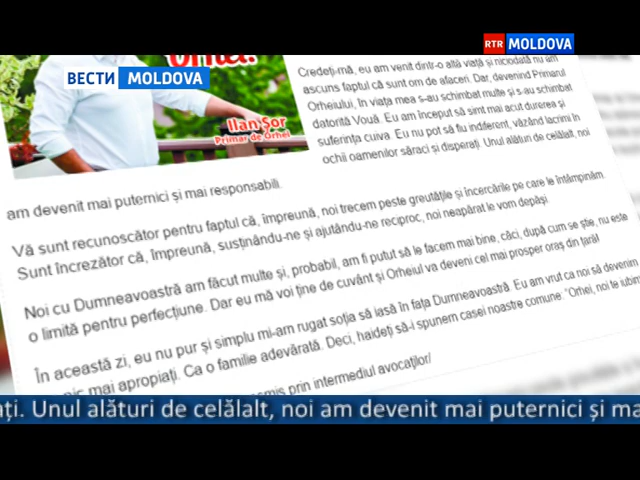 RTR MOLDOVA
ВЕСТИ MOLDOVA
Orhei!
Ilan Șor
Primar de Orhei
Credeți-mă, eu am venit dintr-o altă viață și niciodată nu am
ascuns faptul că sunt om de afaceri. Dar, devenind Primarul
Orheiului, în viața mea s-au schimbat multe și s-au schimbat
datorită Vouă. Eu am început să simt mai acut durerea și
suferința cuiva. Eu nu pot să fiu indiferent, văzând lacrimi în
ochii oamenilor săraci și disperați. Unul alături de celălalt, noi
am devenit mai puternici și mai responsabili.
Vă sunt recunoscător pentru faptul că, împreună, noi trecem peste greutățile și încercările pe care le întâmpinăm.
Sunt încrezător că, împreună, susținându-ne și ajutându-ne reciproc, noi neapărat le vom depăși.
Noi cu Dumneavoastră am făcut multe și, probabil, am fi putut să le facem mai bine, căci, după cum se știe, nu este
o limită pentru perfecțiune. Dar eu mă voi ține de cuvânt și Orheiul va deveni cel mai prosper oraș din țară!
În această zi, eu nu pur și simplu mi-am rugat soția să iasă în fața Dumneavoastră. Eu am vrut ca noi să devenim
mai apropiați. Ca o familie adevărată. Deci, haideți să-i spunem casei noastre comune: "Orhei, noi te iubim
prin intermediul avocaților/
ați. Unul alături de celălalt, noi am devenit mai puternici și ma